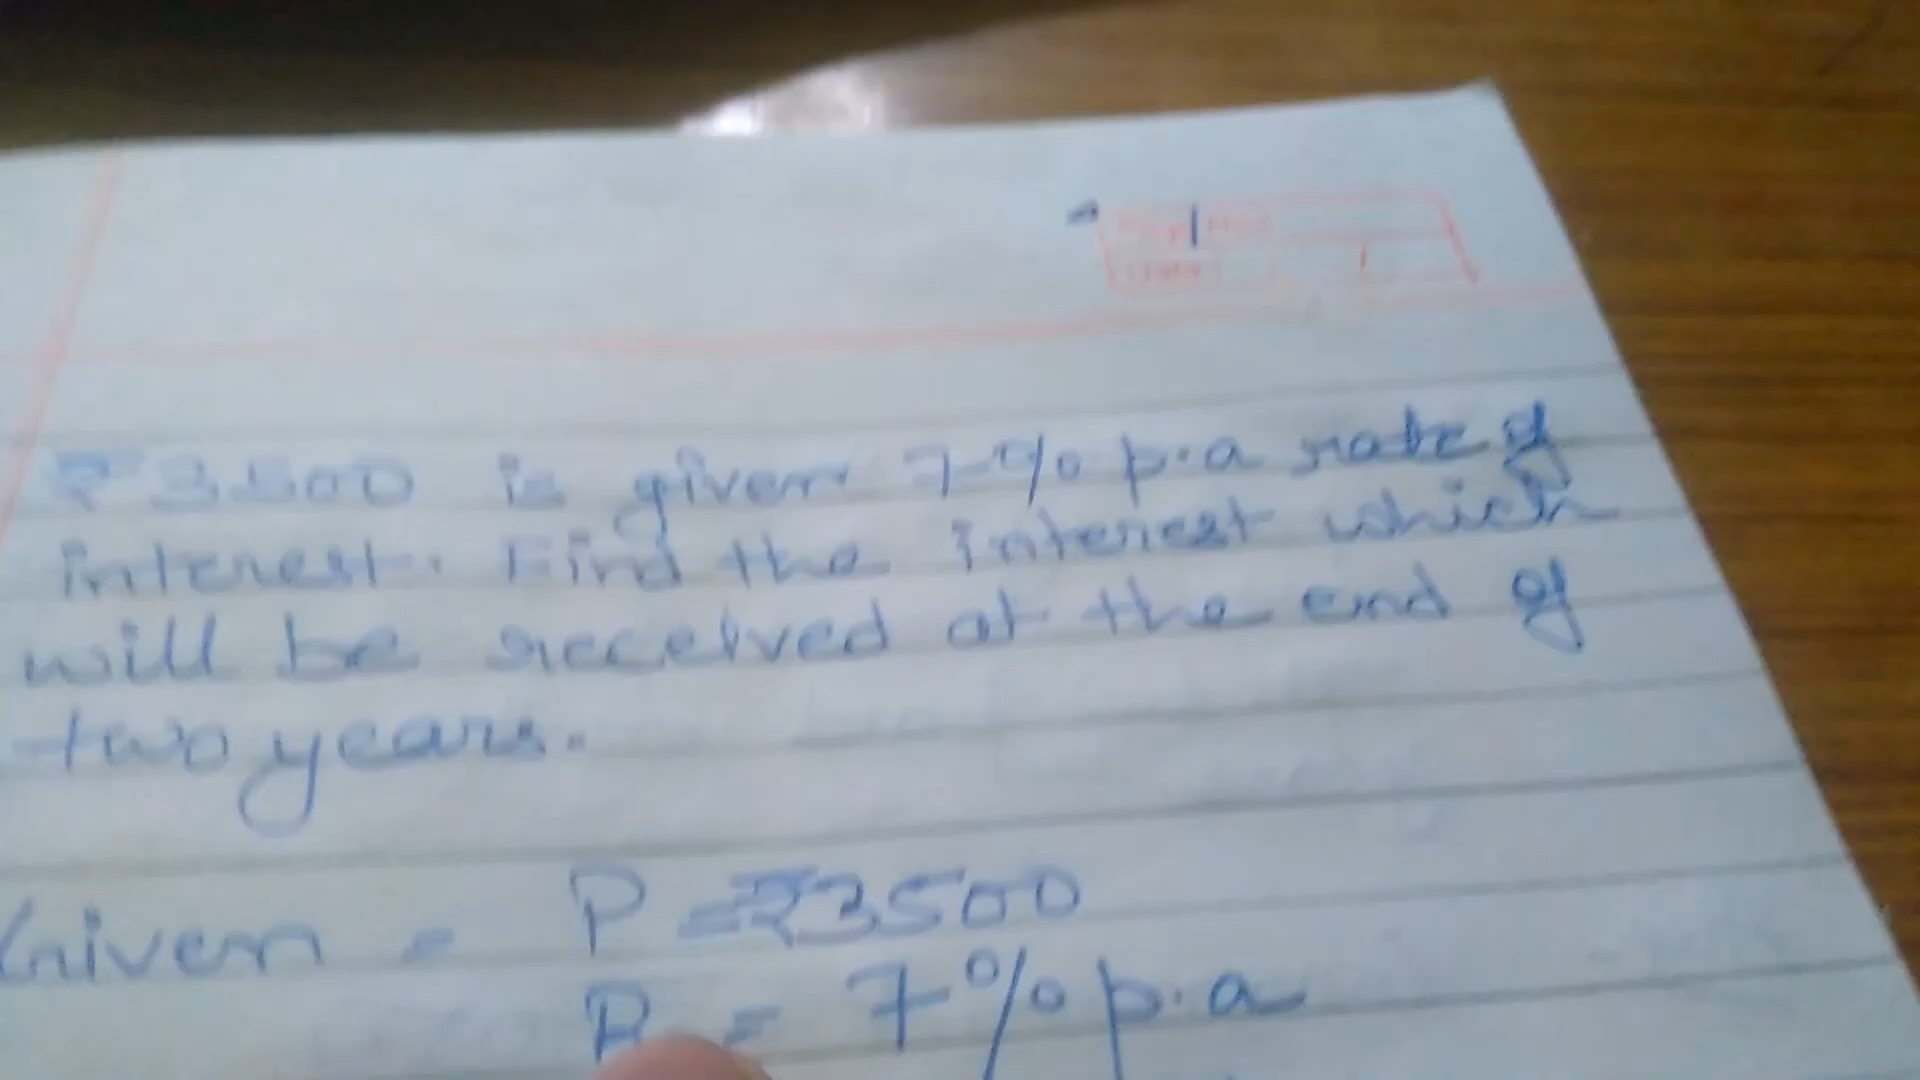 ₹3500 is given 7% p.a rate of
interest. Find the interest which
will be received at the end of
two years.
Given = P = ₹3500
R = 7% p.a